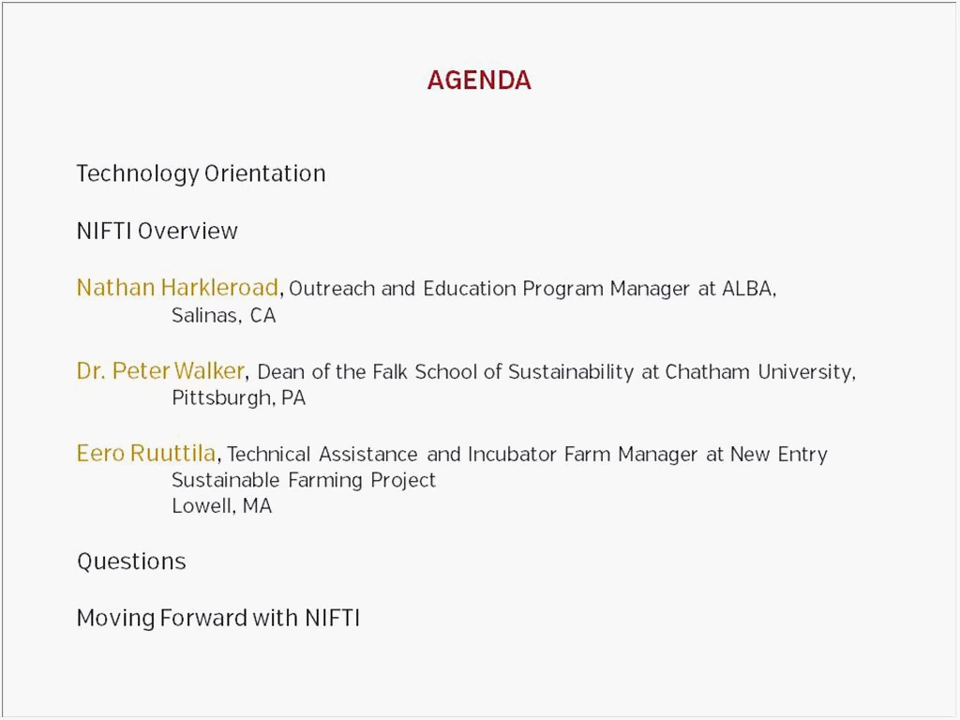 AGENDA
Technology Orientation
NIFTI Overview
Nathan Harkleroad, Outreach and Education Program Manager at ALBA,
Salinas, CA
Dr. Peter Walker, Dean of the Falk School of Sustainability at Chatham University,
Pittsburgh, PA
Eero Ruuttila, Technical Assistance and Incubator Farm Manager at New Entry
Sustainable Farming Project
Lowell, MA
Questions
Moving Forward with NIFTI